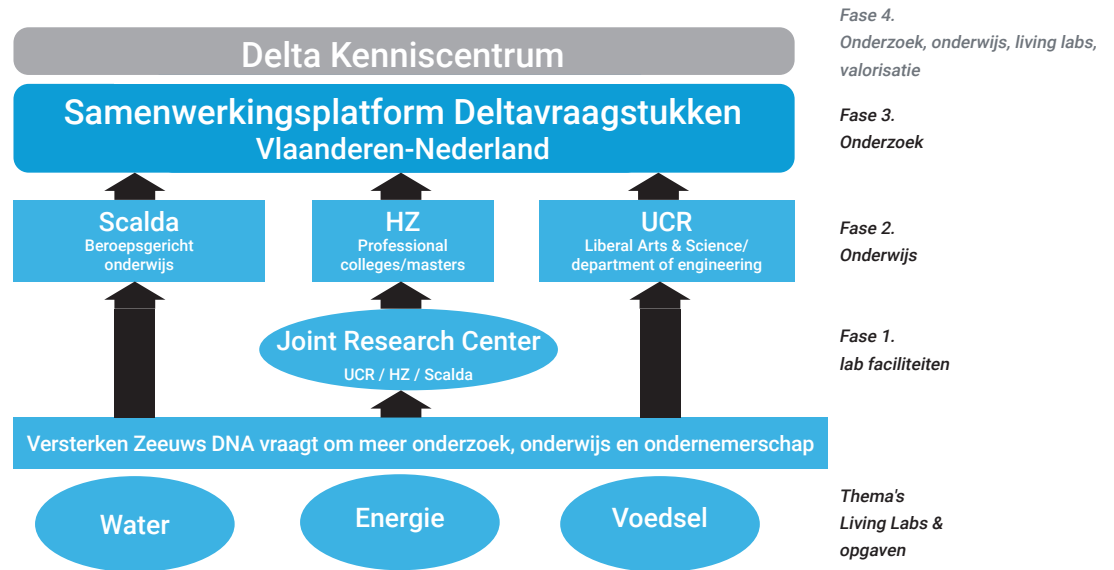 Fase 4.
Onderzoek, onderwijs, living labs,
valorisatie
Delta Kenniscentrum
Samenwerkingsplatform Deltavraagstukken
Vlaanderen-Nederland
Fase 3.
Onderzoek
Scalda
Beroepsgericht
onderwijs
HZ
Professional
colleges/masters
UCR
Liberal Arts & Science/
department of engineering
Fase 2.
Onderwijs
Joint Research Center
UCR / HZ / Scalda
Fase 1.
lab faciliteiten
Versterken Zeeuws DNA vraagt om meer onderzoek, onderwijs en ondernemerschap
Water
Energie
Voedsel
Thema's
Living Labs &
opgaven